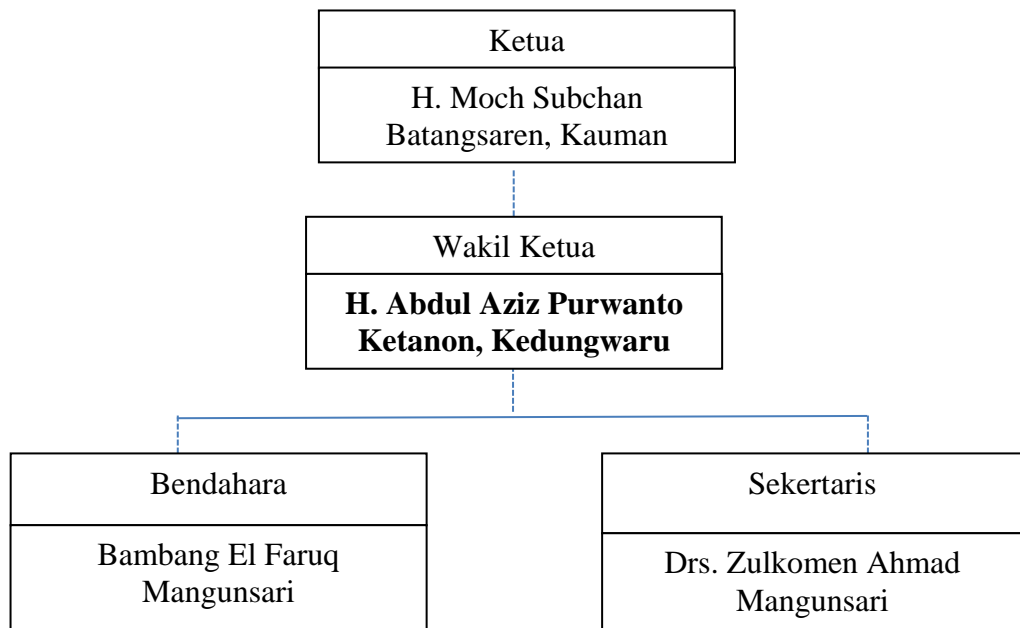 Ketua
H. Moch Subchan
Batangsaren, Kauman
Wakil Ketua
H. Abdul Aziz Purwanto
Ketanon, Kedungwaru
Bendahara
Bambang El Faruq
Mangunsari
Sekertaris
Drs. Zulkomen Ahmad
Mangunsari